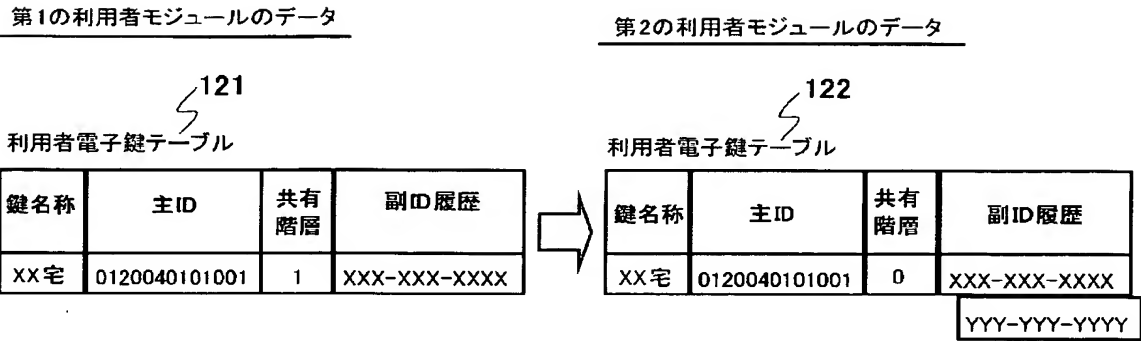 第1の利用者モジュールのデータ
121
利用者電子鍵テーブル
鍵名称 主ID 共有階層 副ID履歴
XX宅 0120040101001 1 XXX-XXX-XXXX
第2の利用者モジュールのデータ
122
利用者電子鍵テーブル
鍵名称 主ID 共有階層 副ID履歴
XX宅 0120040101001 0 XXX-XXX-XXXX
YYY-YYY-YYYY